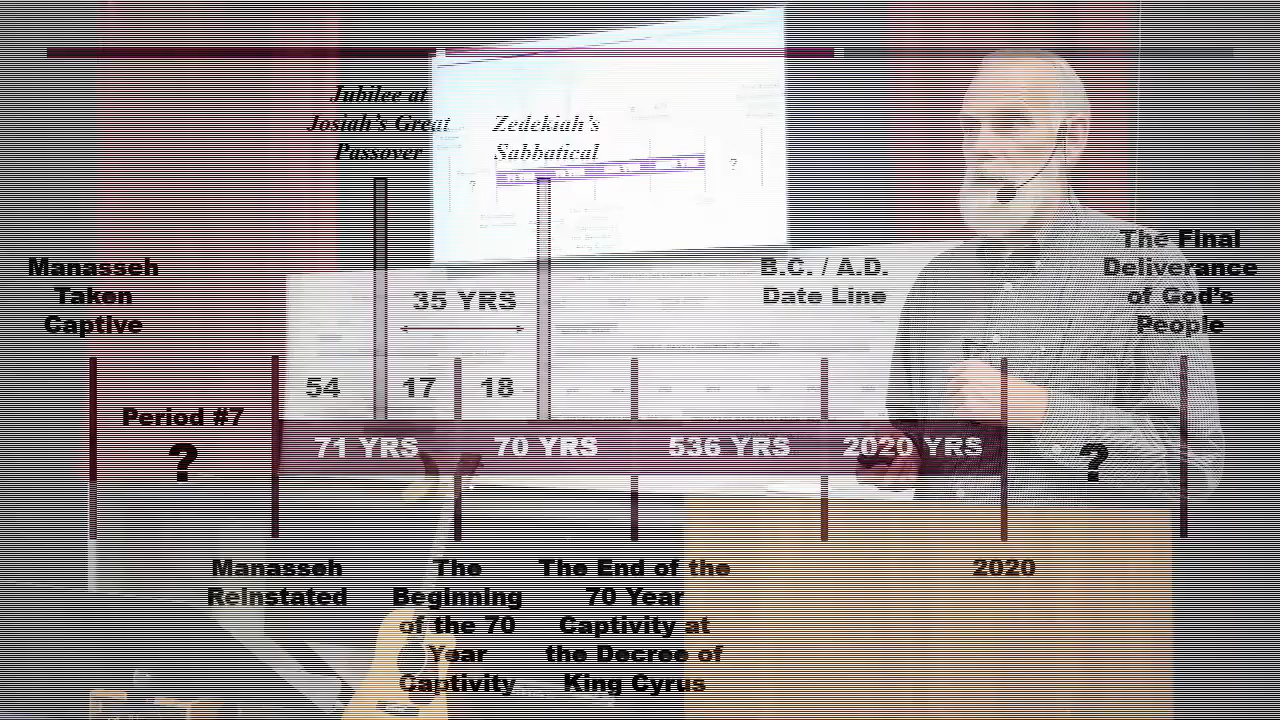 Jubilee at
Josiah's Great
Passover
Zedekiah's
Sabbatical
Manasseh
Taken
Captive
35 YRS
B.C. / A.D.
Date Line
The Final
Deliverance
of God's
People
54
17
18
Period #7
?
71 YRS
70 YRS
536 YRS
2020 YRS
?
Manasseh
Reinstated
The
Beginning
of the 70
Year
Captivity
The End of the
70 Year
Captivity at
the Decree of
King Cyrus
2020
?
?